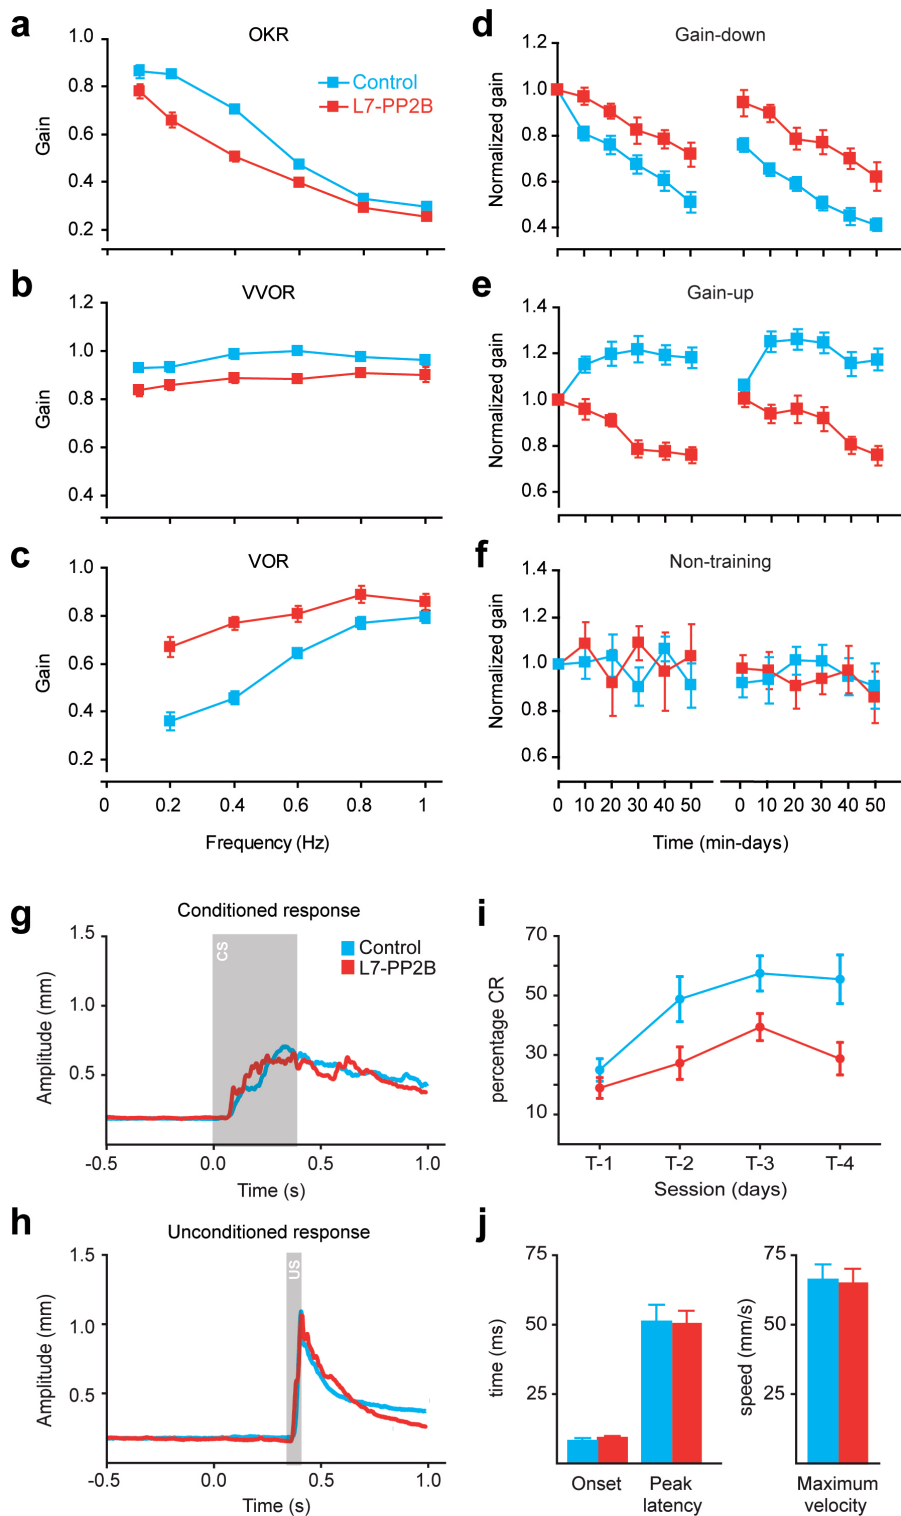 a
OKR
1.0
0.8
0.6
0.4
0.2
Gain
Control
L7-PP2B
b
VVOR
1.2
1.0
0.8
0.6
0.4
Gain
c
VOR
1.0
0.8
0.6
0.4
0.2
Gain
0 0.2 0.4 0.6 0.8 1
Frequency (Hz)
d
Gain-down
1.2
1.0
0.8
0.6
0.4
Normalized gain
e
Gain-up
1.4
1.2
1.0
0.8
0.6
Normalized gain
f
Non-training
1.4
1.2
1.0
0.8
0.6
Normalized gain
0 10 20 30 40 50 0 10 20 30 40 50
Time (min-days)
g
Conditioned response
1.5
1.0
0.5
Amplitude (mm)
CS
Control
L7-PP2B
-0.5 0.0 0.5 1.0
Time (s)
h
Unconditioned response
1.5
1.0
0.5
Amplitude (mm)
US
-0.5 0.0 0.5 1.0
Time (s)
i
70
50
30
10
percentage CR
T-1 T-2 T-3 T-4
Session (days)
j
75
50
25
time (ms)
Onset Peak
latency
75
50
25
speed (mm/s)
Maximum
velocity